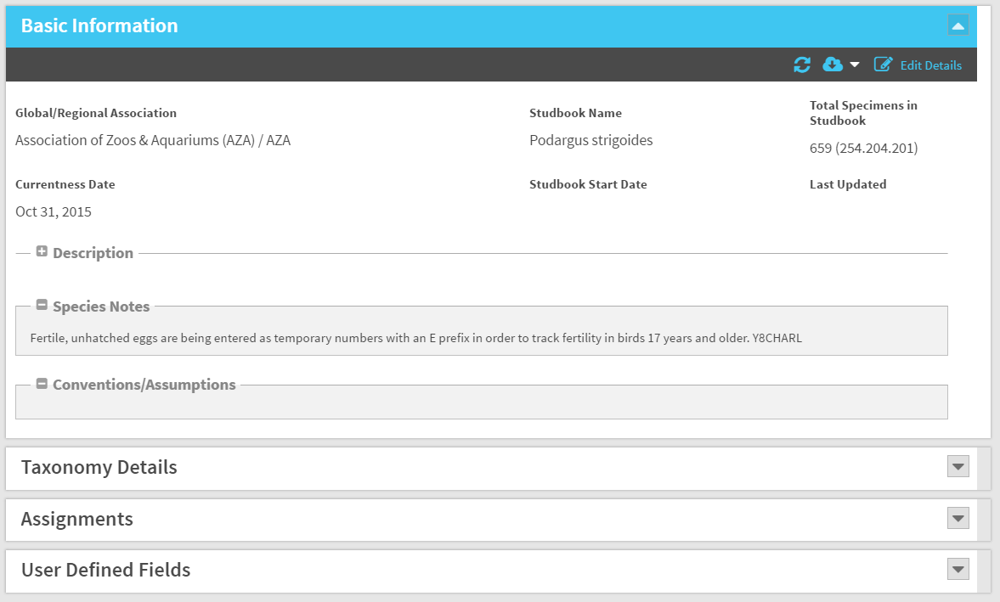 Basic Information
Edit Details
Global/Regional Association
Studbook Name
Total Specimens in
Studbook
Association of Zoos & Aquariums (AZA) / AZA
Podargus strigoides
659 (254.204.201)
Currentness Date
Studbook Start Date
Last Updated
Oct 31, 2015
Description
Species Notes
Fertile, unhatched eggs are being entered as temporary numbers with an E prefix in order to track fertility in birds 17 years and older. Y8CHARL
Conventions/Assumptions
Taxonomy Details
Assignments
User Defined Fields